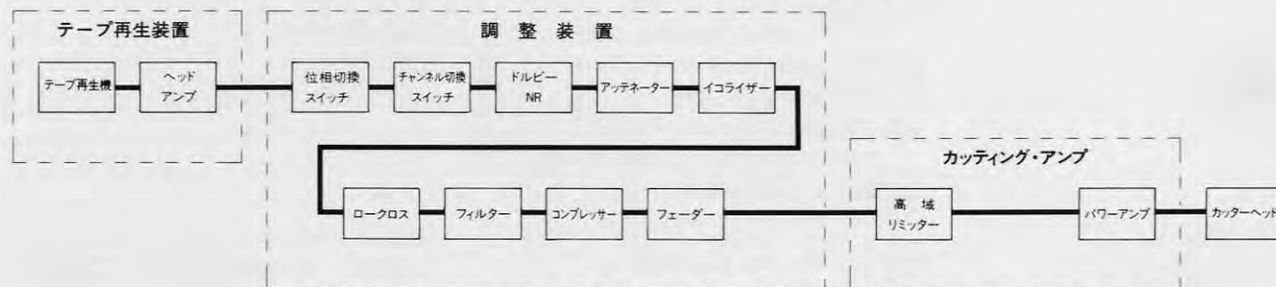 テープ再生装置
調整装置
テープ再生機
ヘッド
アンプ
位相切換
スイッチ
チャンネル切換
スイッチ
ドルビー
NR
アッテネーター
イコライザー
カッティング・アンプ
ロークロス
フィルター
コンプレッサー
フェーダー
高域
リミッター
パワーアンプ
カッターヘッド